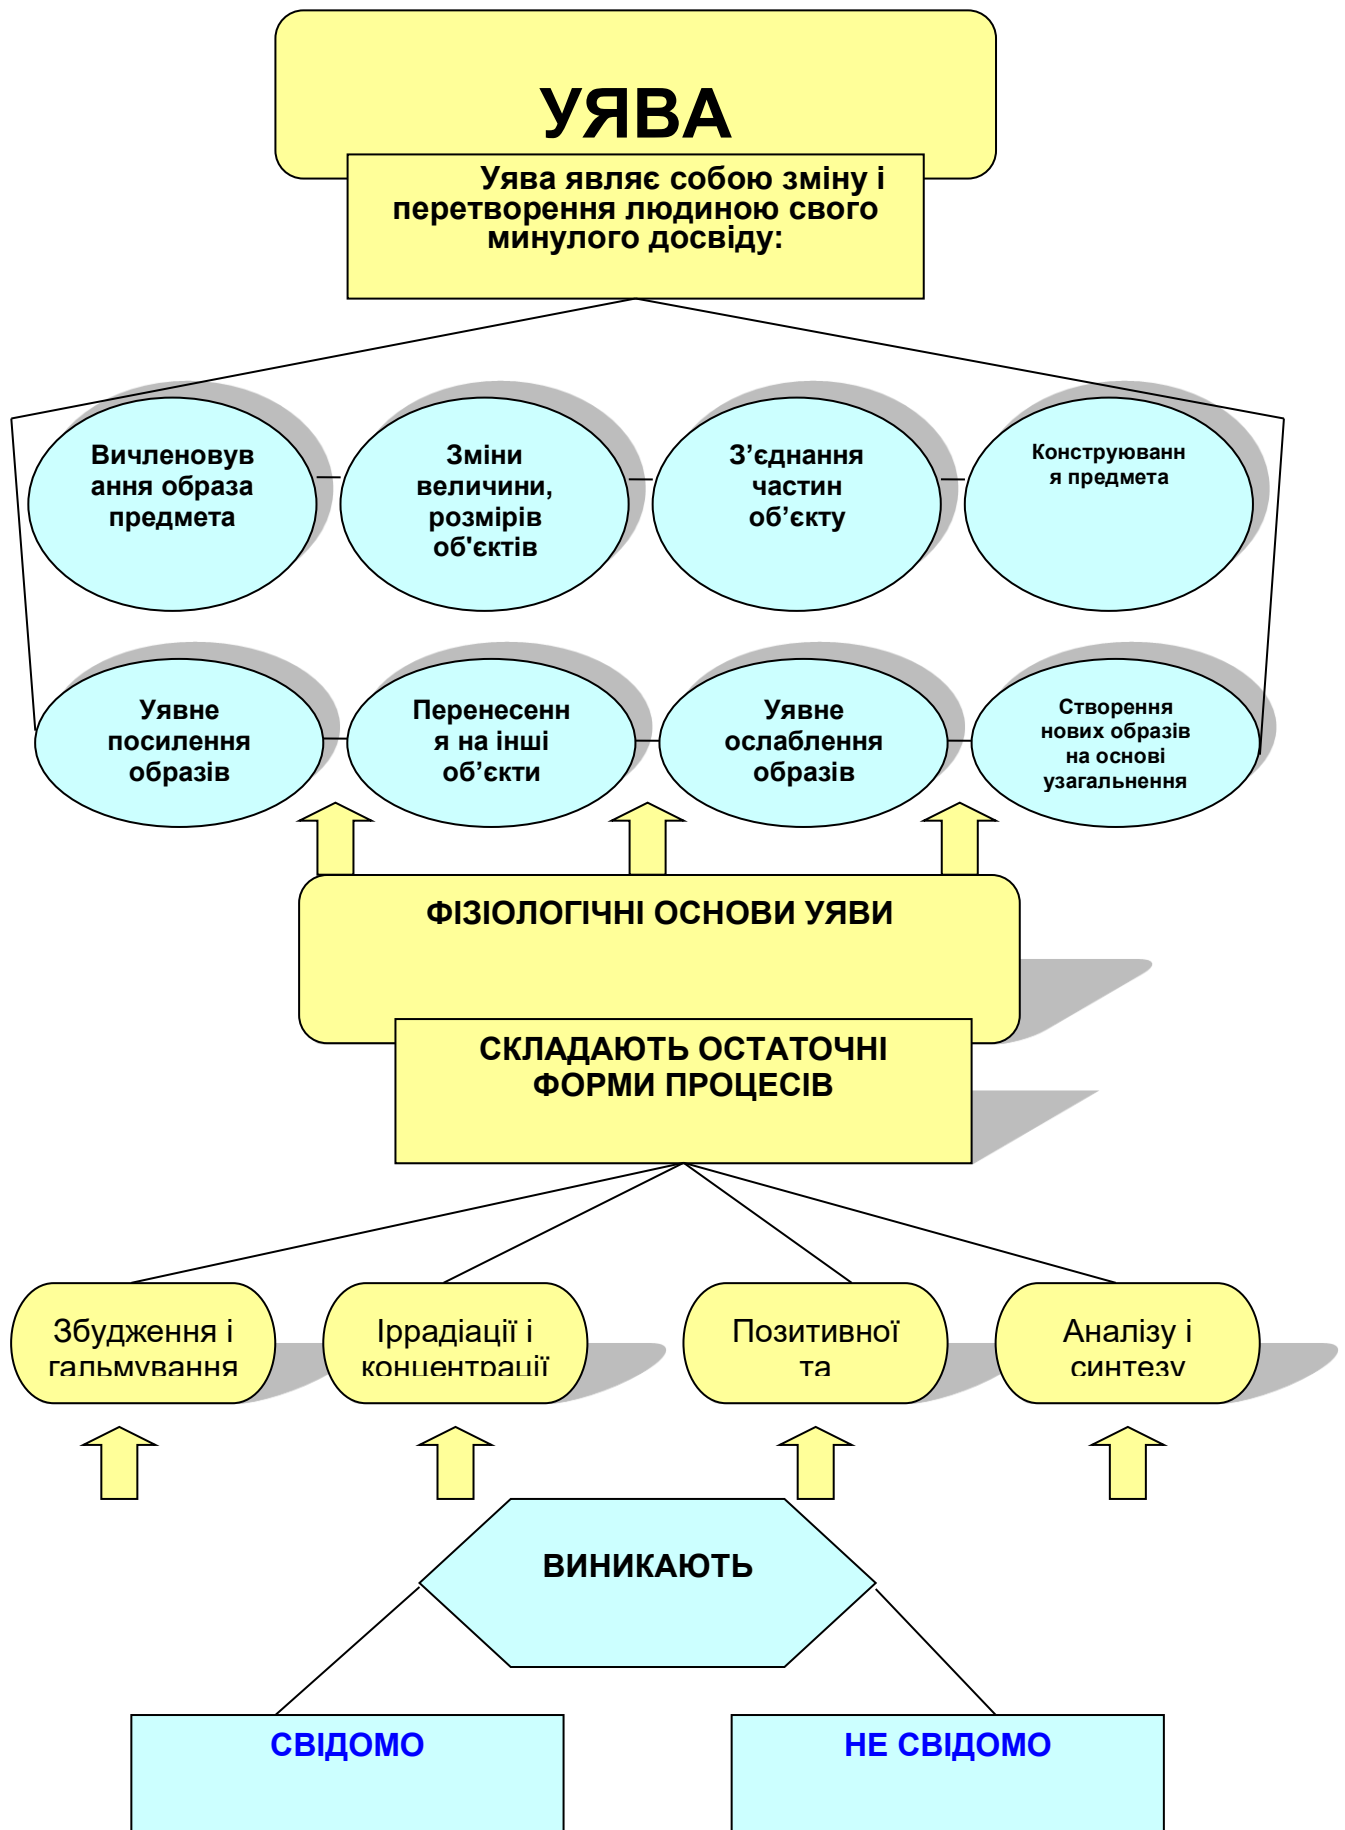 УЯВА
Уява являє собою зміну і
перетворення людиною свого
минулого досвіду:
Вичленовув
ання образа
предмета
Зміни
величини,
розмірів
об'єктів
З’єднання
частин
об’єкту
Конструюванн
я предмета
Уявне
посилення
образів
Перенесенн
я на інші
об’єкти
Уявне
ослаблення
образів
Створення
нових образів
на основі
узагальнення
ФІЗІОЛОГІЧНІ ОСНОВИ УЯВИ
СКЛАДАЮТЬ ОСТАТОЧНІ
ФОРМИ ПРОЦЕСІВ
Збудження і
гальмування
Іррадіації і
концентрації
Позитивної
та
Аналізу і
синтезу
ВИНИКАЮТЬ
СВІДОМО
НЕ СВІДОМО